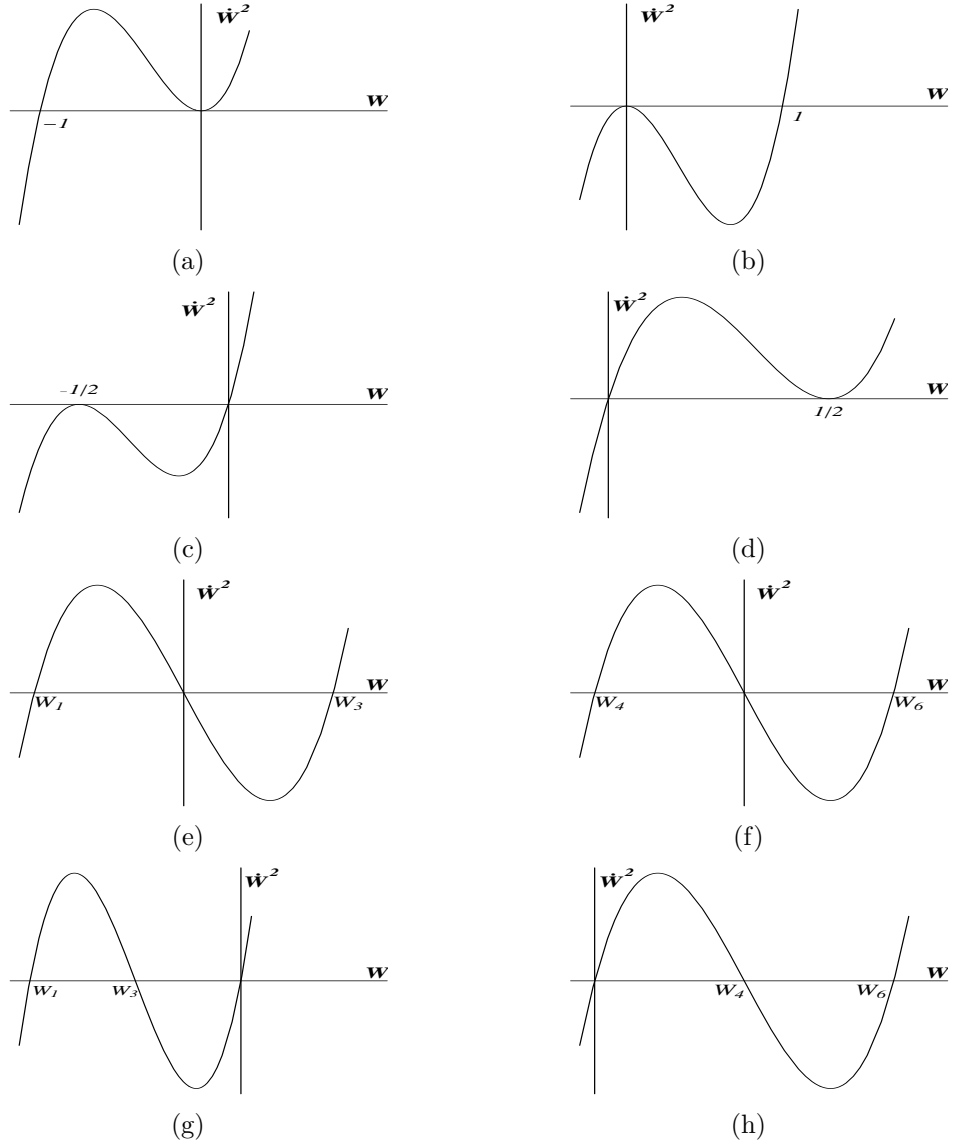 Ẇ²
W
−1
(a)
Ẇ²
W
1
(b)
Ẇ²
−1/2
W
(c)
Ẇ²
W
1/2
(d)
Ẇ²
W
W₁
W₃
(e)
Ẇ²
W
W₄
W₆
(f)
Ẇ²
W
W₁
W₃
(g)
Ẇ²
W
W₄
W₆
(h)